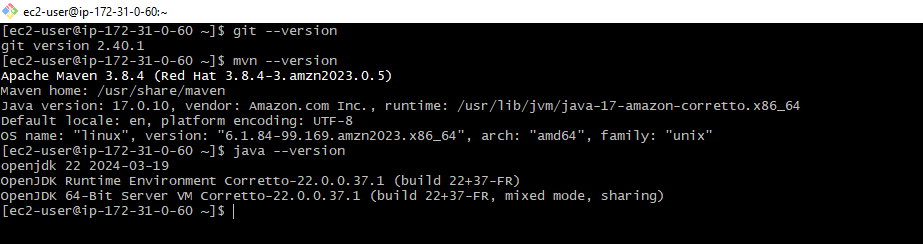 ec2-user@ip-172-31-0-60:~
[ec2-user@ip-172-31-0-60 ~]$ git --version
git version 2.40.1
[ec2-user@ip-172-31-0-60 ~]$ mvn --version
Apache Maven 3.8.4 (Red Hat 3.8.4-3.amzn2023.0.5)
Maven home: /usr/share/maven
Java version: 17.0.10, vendor: Amazon.com Inc., runtime: /usr/lib/jvm/java-17-amazon-corretto.x86_64
Default locale: en, platform encoding: UTF-8
OS name: "linux", version: "6.1.84-99.169.amzn2023.x86_64", arch: "amd64", family: "unix"
[ec2-user@ip-172-31-0-60 ~]$ java --version
openjdk 22 2024-03-19
OpenJDK Runtime Environment Corretto-22.0.0.37.1 (build 22+37-FR)
OpenJDK 64-Bit Server VM Corretto-22.0.0.37.1 (build 22+37-FR, mixed mode, sharing)
[ec2-user@ip-172-31-0-60 ~]$